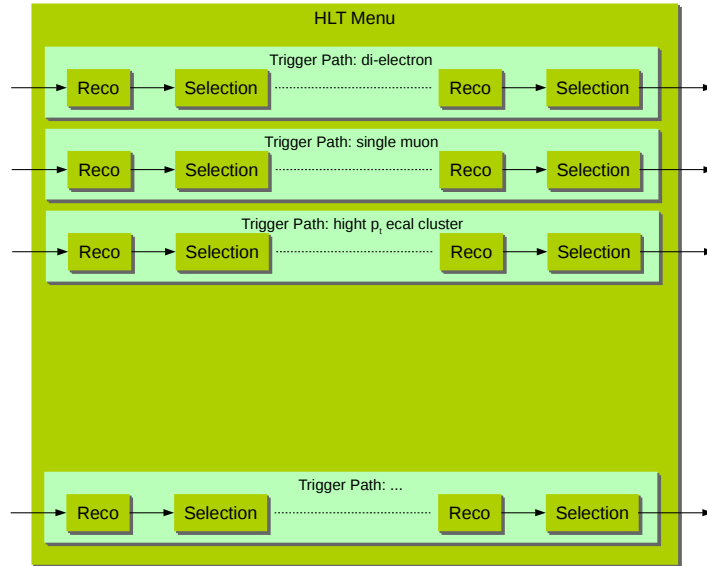 HLT Menu
Trigger Path: di-electron
Reco Selection Reco Selection
Trigger Path: single muon
Reco Selection Reco Selection
Trigger Path: hight pt ecal cluster
Reco Selection Reco Selection
Trigger Path: ...
Reco Selection Reco Selection